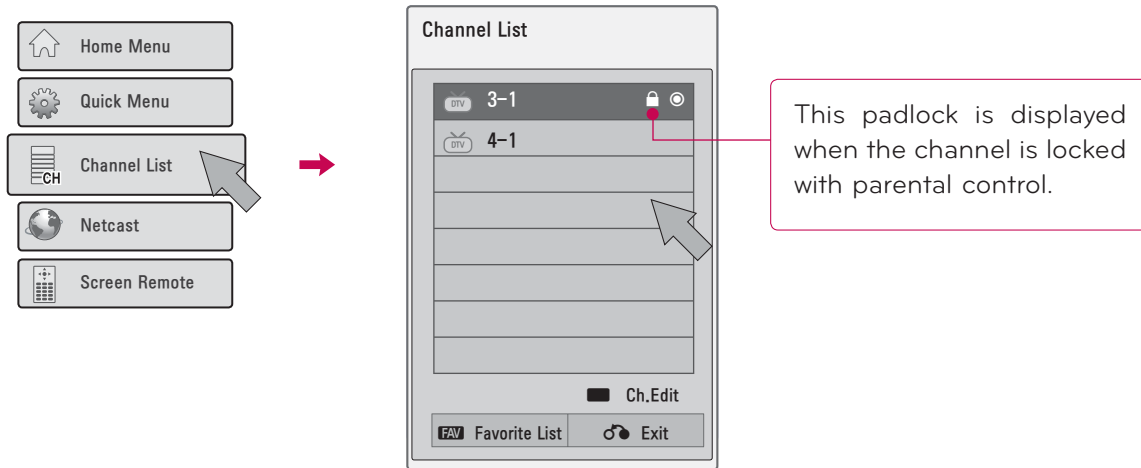 Home Menu
Quick Menu
CH
Channel List
Netcast
Screen Remote
Channel List
DTV 3-1
DTV 4-1
Ch.Edit
FAV Favorite List
Exit
This padlock is displayed
when the channel is locked
with parental control.